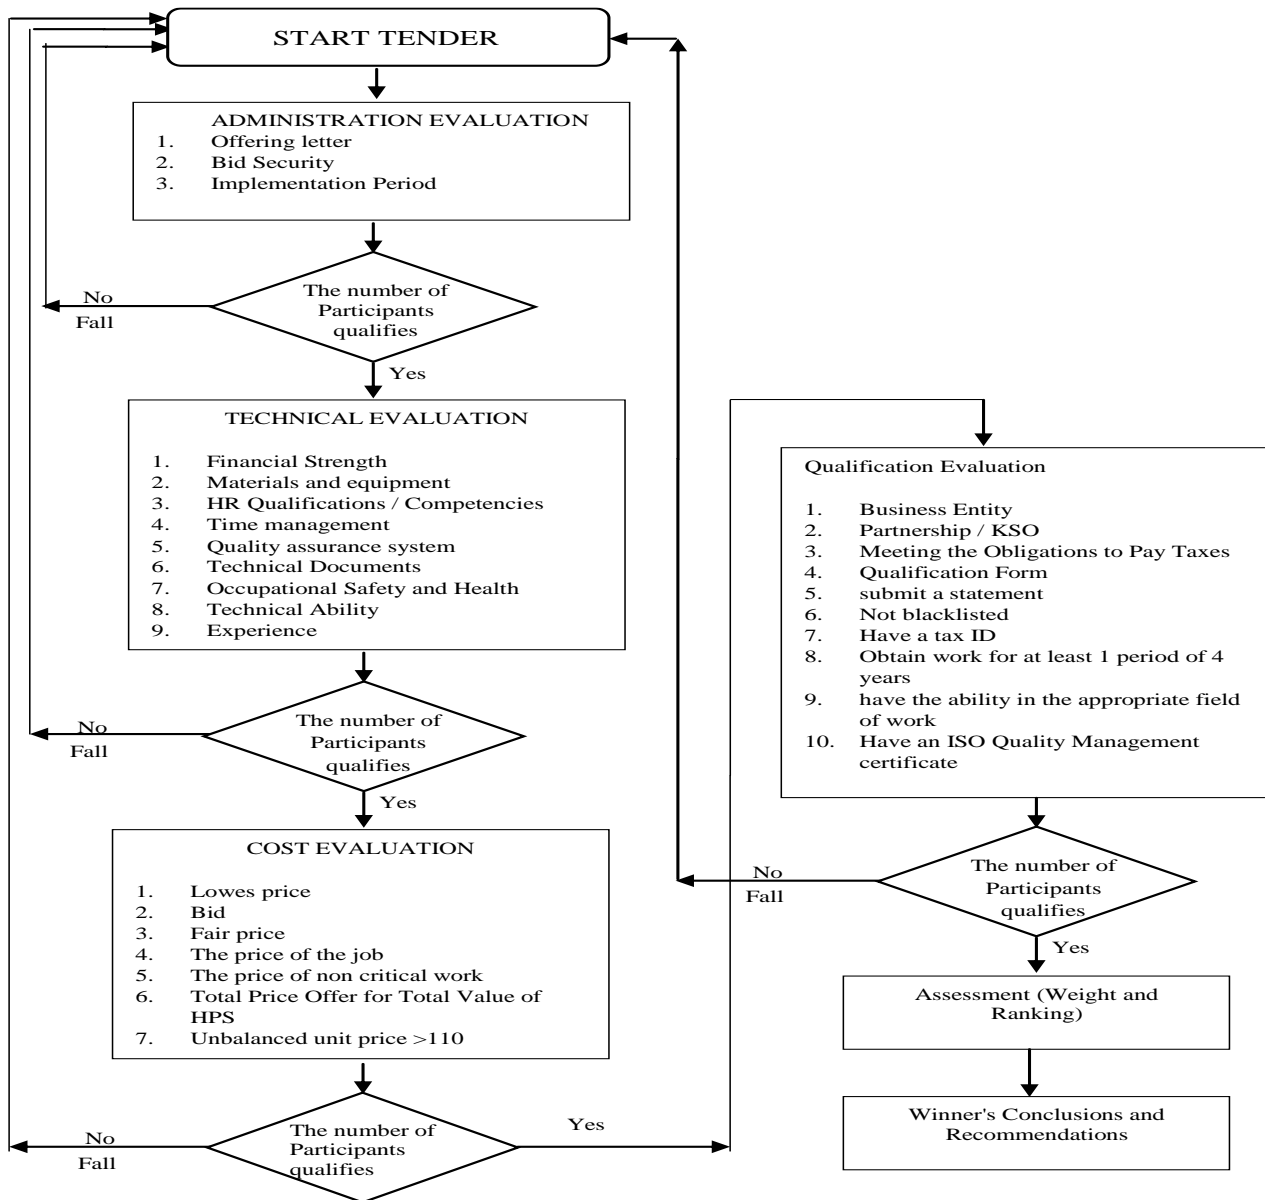 START TENDER
ADMINISTRATION EVALUATION
1. Offering letter
2. Bid Security
3. Implementation Period
The number of
Participants
qualifies
No
Fall
Yes
TECHNICAL EVALUATION
1. Financial Strength
2. Materials and equipment
3. HR Qualifications / Competencies
4. Time management
5. Quality assurance system
6. Technical Documents
7. Occupational Safety and Health
8. Technical Ability
9. Experience
The number of
Participants
qualifies
No
Fall
Yes
COST EVALUATION
1. Lowes price
2. Bid
3. Fair price
4. The price of the job
5. The price of non critical work
6. Total Price Offer for Total Value of
HPS
7. Unbalanced unit price >110
The number of
Participants
qualifies
No
Fall
Yes
Qualification Evaluation
1. Business Entity
2. Partnership / KSO
3. Meeting the Obligations to Pay Taxes
4. Qualification Form
5. submit a statement
6. Not blacklisted
7. Have a tax ID
8. Obtain work for at least 1 period of 4
years
9. have the ability in the appropriate field
of work
10. Have an ISO Quality Management
certificate
The number of
Participants
qualifies
No
Fall
Yes
Assessment (Weight and
Ranking)
Winner's Conclusions and
Recommendations